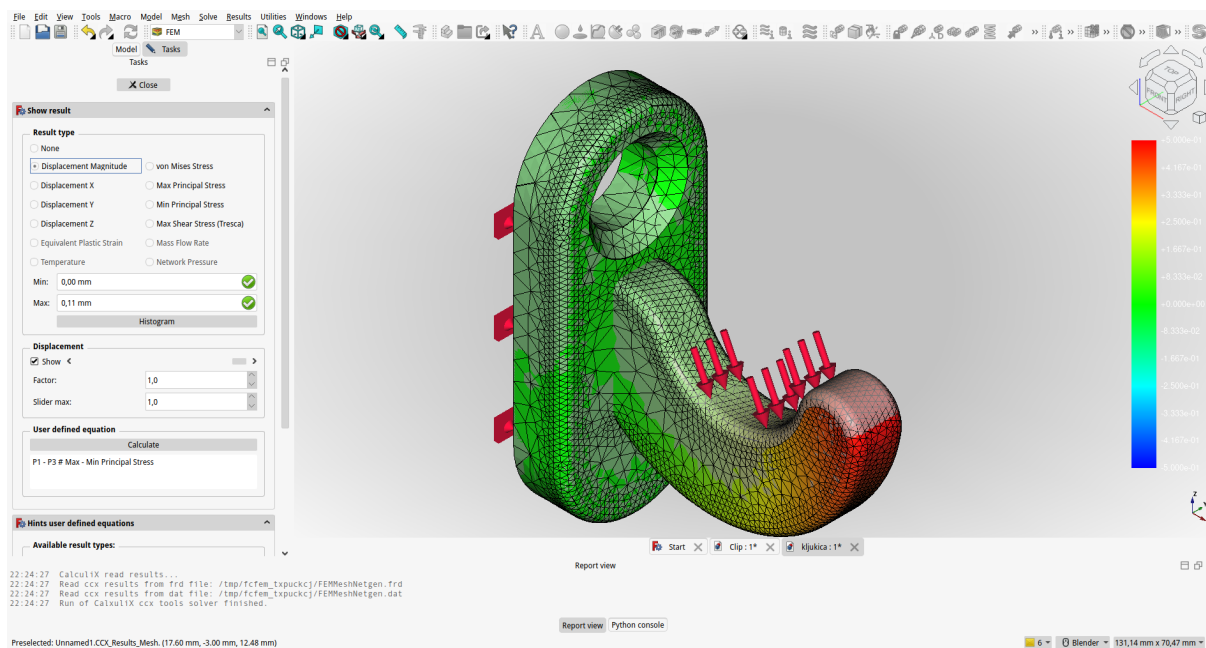 File Edit View Tools Macro Model Mesh Solve Results Utilities Windows Help
FEM
Model Tasks
Tasks
Close
Show result
Result type
None
Displacement Magnitude von Mises Stress
Displacement X Max Principal Stress
Displacement Y Min Principal Stress
Displacement Z Max Shear Stress (Tresca)
Equivalent Plastic Strain Mass Flow Rate
Temperature Network Pressure
Min: 0,00 mm
Max: 0,11 mm
Histogram
Displacement
Show
Factor: 1,0
Slider max: 1,0
User defined equation
Calculate
P1 - P3 # Max - Min Principal Stress
Hints user defined equations
Available result types:
TOP
FRONT RIGHT
Z
Start Clip : 1* kljukica : 1*
Report view
22:24:27 CalculiX read results...
22:24:27 Read ccx results from frd file: /tmp/fcfem_txpuckcj/FEMMeshNetgen.frd
22:24:27 Read ccx results from dat file: /tmp/fcfem_txpuckcj/FEMMeshNetgen.dat
22:24:27 Run of CalxuliX ccx tools solver finished.
Report view Python console
Preselected: Unnamed1.CCX_Results_Mesh. (17.60 mm, -3.00 mm, 12.48 mm)
6 Blender 131,14 mm x 70,47 mm